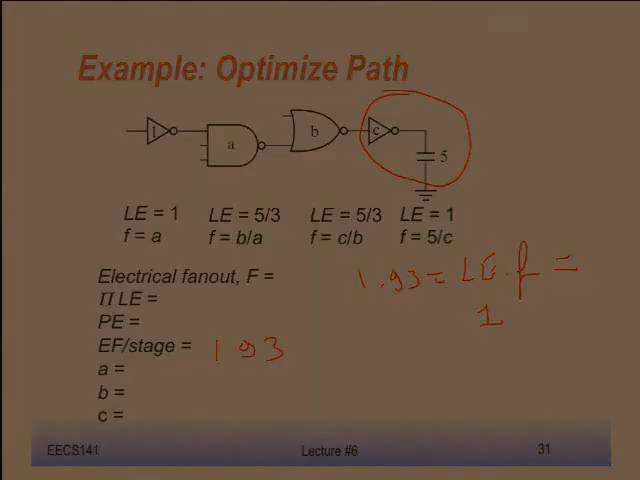 Example: Optimize Path
1 a b c 5
LE = 1 LE = 5/3 LE = 5/3 LE = 1
f = a f = b/a f = c/b f = 5/c
Electrical fanout, F =
Π LE =
PE =
EF/stage = 1 93
a =
b =
c =
1.93 = LE.f =
1
EECS141 Lecture #6 31